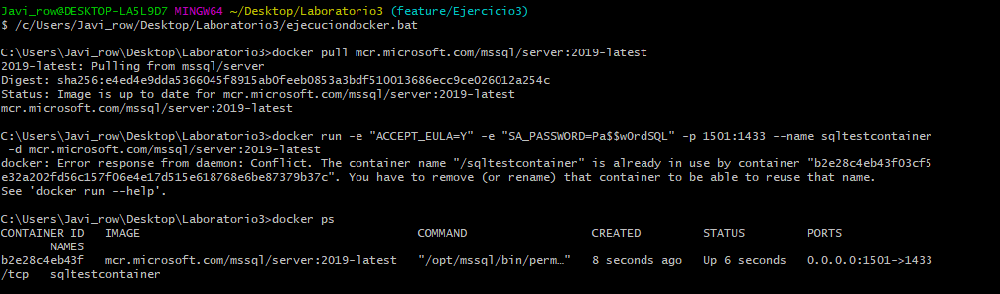 Javi_row@DESKTOP-LA5L9D7 MINGW64 ~/Desktop/Laboratorio3 (feature/Ejercicio3)
$ /c/Users/Javi_row/Desktop/Laboratorio3/ejecuciondocker.bat
C:\Users\Javi_row\Desktop\Laboratorio3>docker pull mcr.microsoft.com/mssql/server:2019-latest
2019-latest: Pulling from mssql/server
Digest: sha256:e4ed4e9dda5366045f8915ab0feeb0853a3bdf510013686ecc9ce026012a254c
Status: Image is up to date for mcr.microsoft.com/mssql/server:2019-latest
mcr.microsoft.com/mssql/server:2019-latest
C:\Users\Javi_row\Desktop\Laboratorio3>docker run -e "ACCEPT_EULA=Y" -e "SA_PASSWORD=Pa$$w0rdSQL" -p 1501:1433 --name sqltestcontainer
-d mcr.microsoft.com/mssql/server:2019-latest
docker: Error response from daemon: Conflict. The container name "/sqltestcontainer" is already in use by container "b2e28c4eb43f03cf5
e32a202fd56c157f06e4e17d515e618768e6be87379b37c". You have to remove (or rename) that container to be able to reuse that name.
See 'docker run --help'.
C:\Users\Javi_row\Desktop\Laboratorio3>docker ps
CONTAINER ID IMAGE COMMAND CREATED STATUS PORTS
NAMES
b2e28c4eb43f mcr.microsoft.com/mssql/server:2019-latest "/opt/mssql/bin/perm…" 8 seconds ago Up 6 seconds 0.0.0.0:1501->1433
/tcp sqltestcontainer